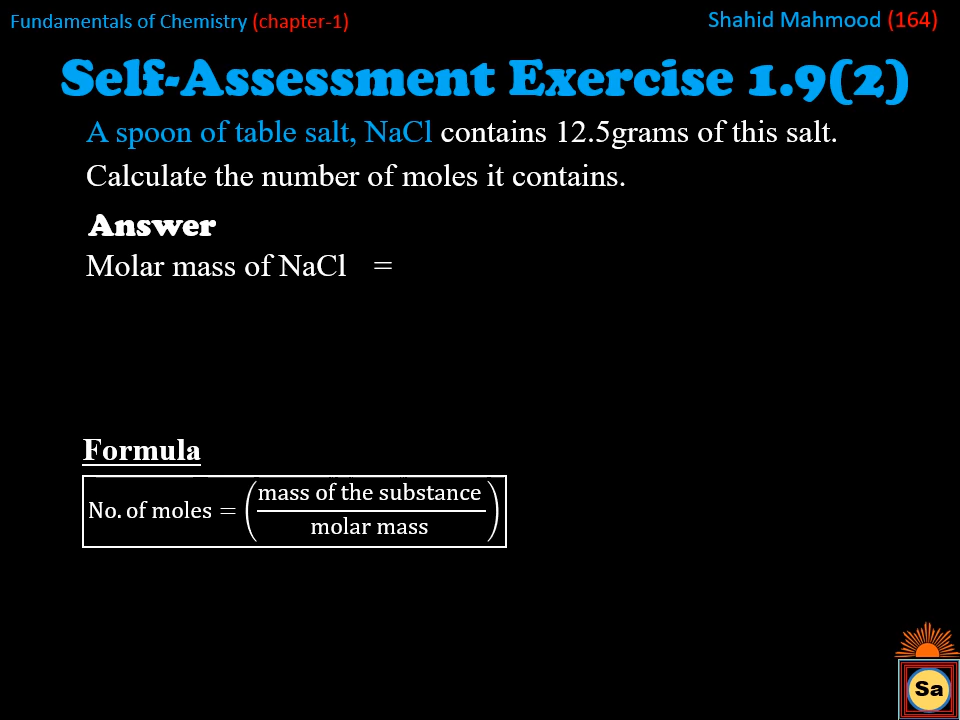 Fundamentals of Chemistry (chapter-1)
Shahid Mahmood (164)
Self-Assessment Exercise 1.9(2)
A spoon of table salt, NaCl contains 12.5grams of this salt.
Calculate the number of moles it contains.
Answer
Molar mass of NaCl =
Formula
No. of moles = (mass of the substance / molar mass)
Sa